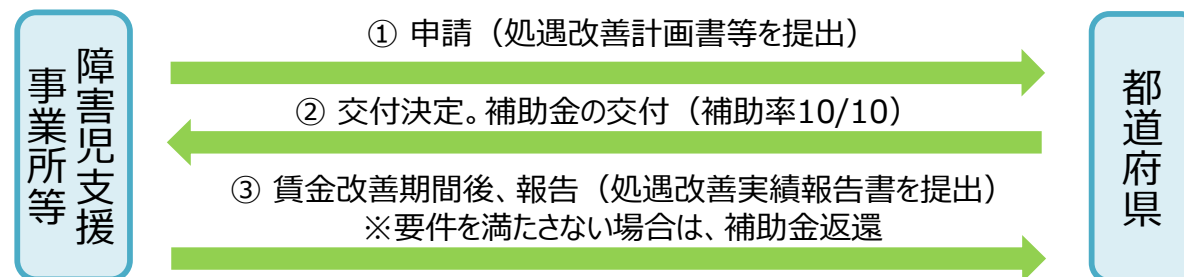 障害児支援
事業所等
① 申請（処遇改善計画書等を提出）
② 交付決定。補助金の交付（補助率10/10）
③ 賃金改善期間後、報告（処遇改善実績報告書を提出）
※要件を満たさない場合は、補助金返還
都道府県